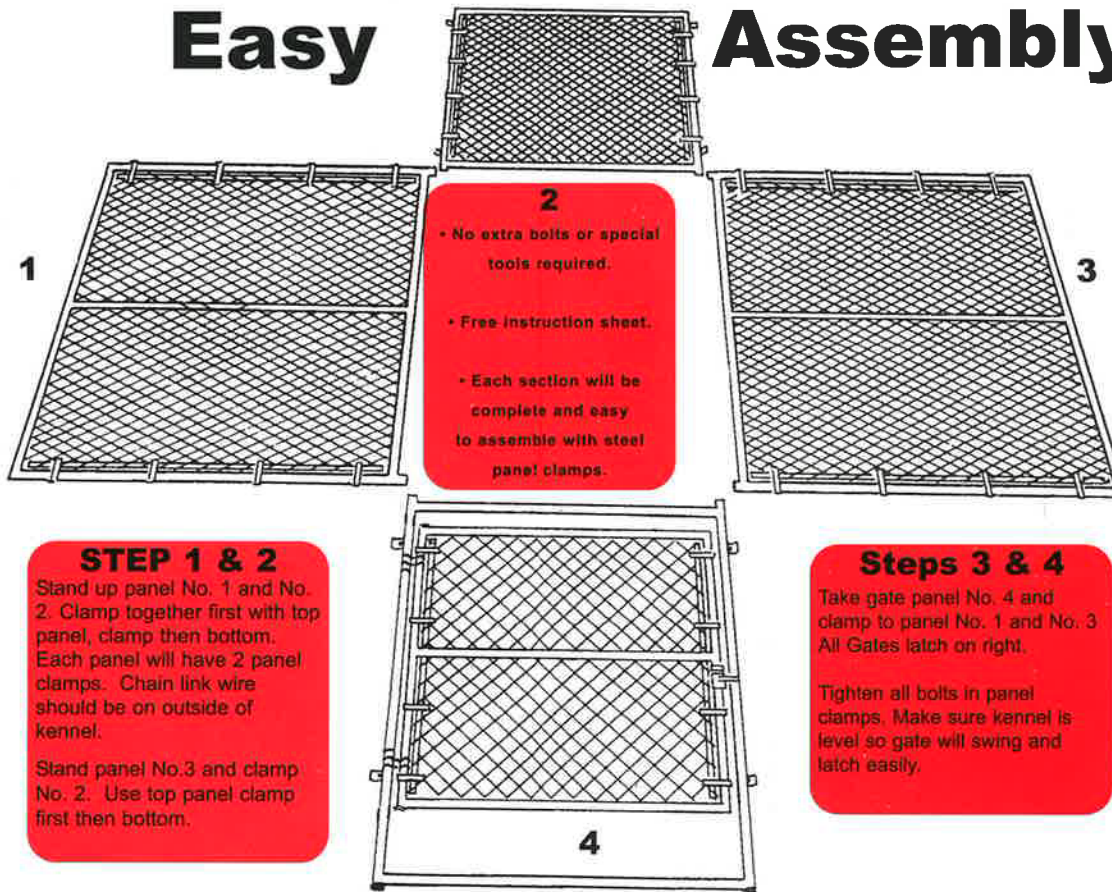 Easy Assembly
1
2
• No extra bolts or special
tools required.
• Free instruction sheet.
• Each section will be
complete and easy
to assemble with steel
panel clamps.
3
STEP 1 & 2
Stand up panel No. 1 and No.
2. Clamp together first with top
panel, clamp then bottom.
Each panel will have 2 panel
clamps. Chain link wire
should be on outside of
kennel.
Stand panel No.3 and clamp
No. 2. Use top panel clamp
first then bottom.
Steps 3 & 4
Take gate panel No. 4 and
clamp to panel No. 1 and No. 3
All Gates latch on right.
Tighten all bolts in panel
clamps. Make sure kennel is
level so gate will swing and
latch easily.
4